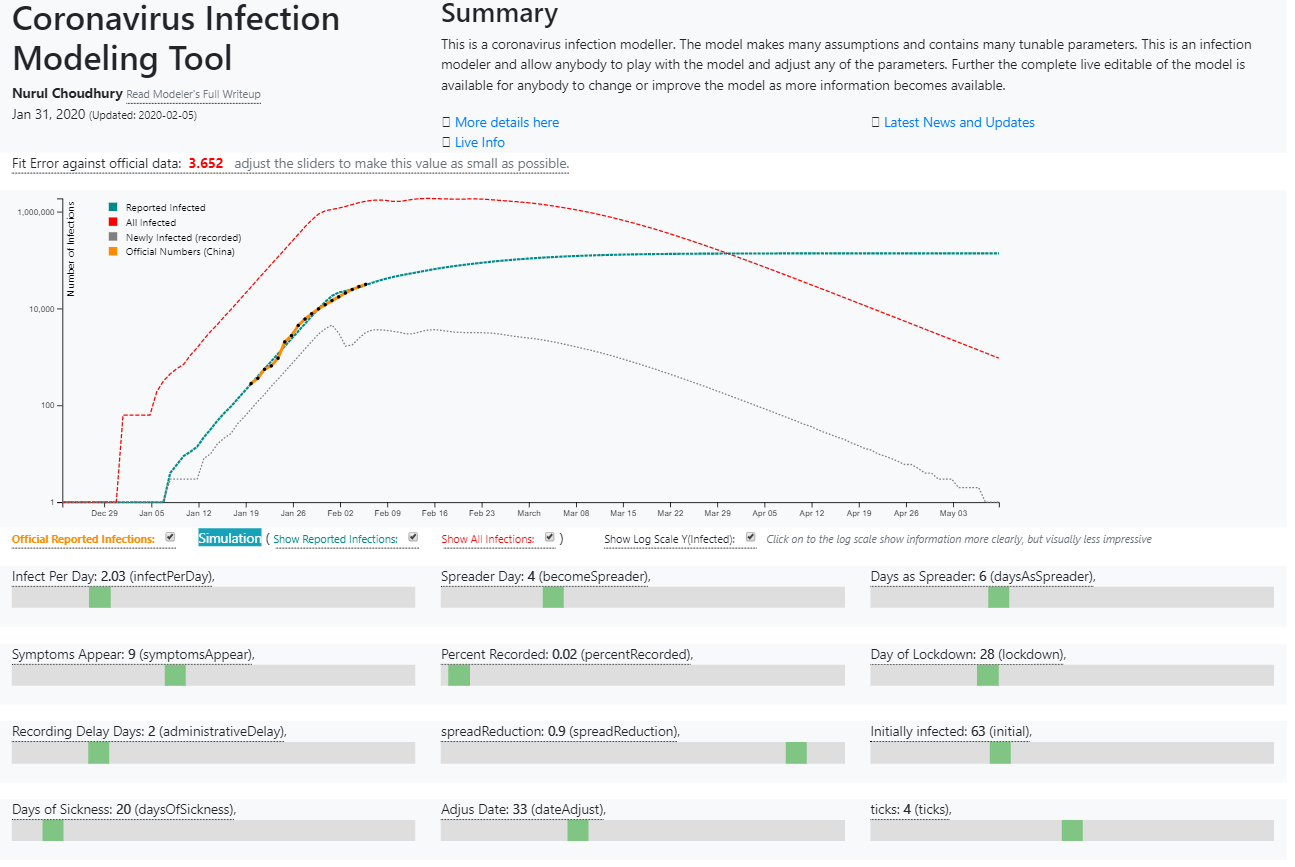 Coronavirus Infection
Modeling Tool
Nurul Choudhury Read Modeler's Full Writeup
Jan 31, 2020 (Updated: 2020-02-05)
Summary
This is a coronavirus infection modeller. The model makes many assumptions and contains many tunable parameters. This is an infection
modeler and allow anybody to play with the model and adjust any of the parameters. Further the complete live editable of the model is
available for anybody to change or improve the model as more information becomes available.
More details here
Latest News and Updates
Live Info
Fit Error against official data: 3.652 adjust the sliders to make this value as small as possible.
Number of Infections
1,000,000
10,000
100
1
Reported Infected
All Infected
Newly Infected (recorded)
Official Numbers (China)
Dec 29 Jan 05 Jan 12 Jan 19 Jan 26 Feb 02 Feb 09 Feb 16 Feb 23 March Mar 08 Mar 15 Mar 22 Mar 29 Apr 05 Apr 12 Apr 19 Apr 26 May 03
Official Reported Infections: Simulation ( Show Reported Infections: Show All Infections: ) Show Log Scale Y(Infected): Click on to the log scale show information more clearly, but visually less impressive
Infect Per Day: 2.03 (infectPerDay), Spreader Day: 4 (becomeSpreader), Days as Spreader: 6 (daysAsSpreader),
Symptoms Appear: 9 (symptomsAppear), Percent Recorded: 0.02 (percentRecorded), Day of Lockdown: 28 (lockdown),
Recording Delay Days: 2 (administrativeDelay), spreadReduction: 0.9 (spreadReduction), Initially infected: 63 (initial),
Days of Sickness: 20 (daysOfSickness), Adjus Date: 33 (dateAdjust), ticks: 4 (ticks),